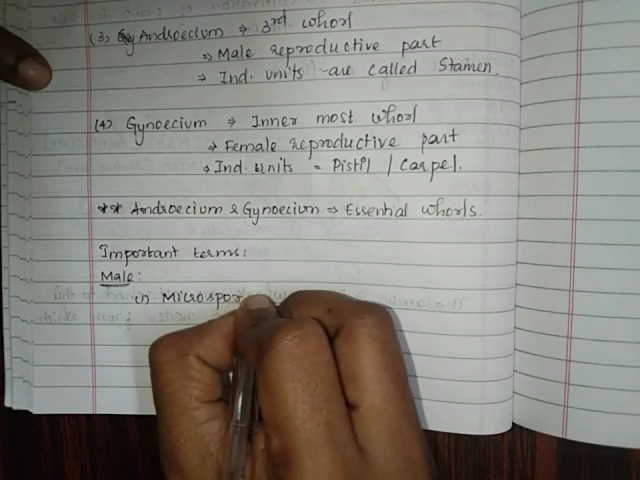 (3) Androecium → 3rd whorl
→ Male reproductive part
→ Ind. units are called Stamen.
(4) Gynoecium → Inner most whorl
→ Female reproductive part
→ Ind. units = Pistil / Carpel.
** Androecium & Gynoecium → Essential whorls.
Important terms:
Male:
(i) Microspor